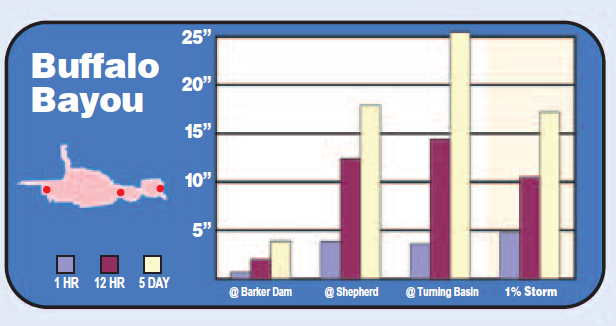 Buffalo
Bayou
25”
20”
15”
10”
5”
1 HR 12 HR 5 DAY
@ Barker Dam @ Shepherd @ Turning Basin 1% Storm